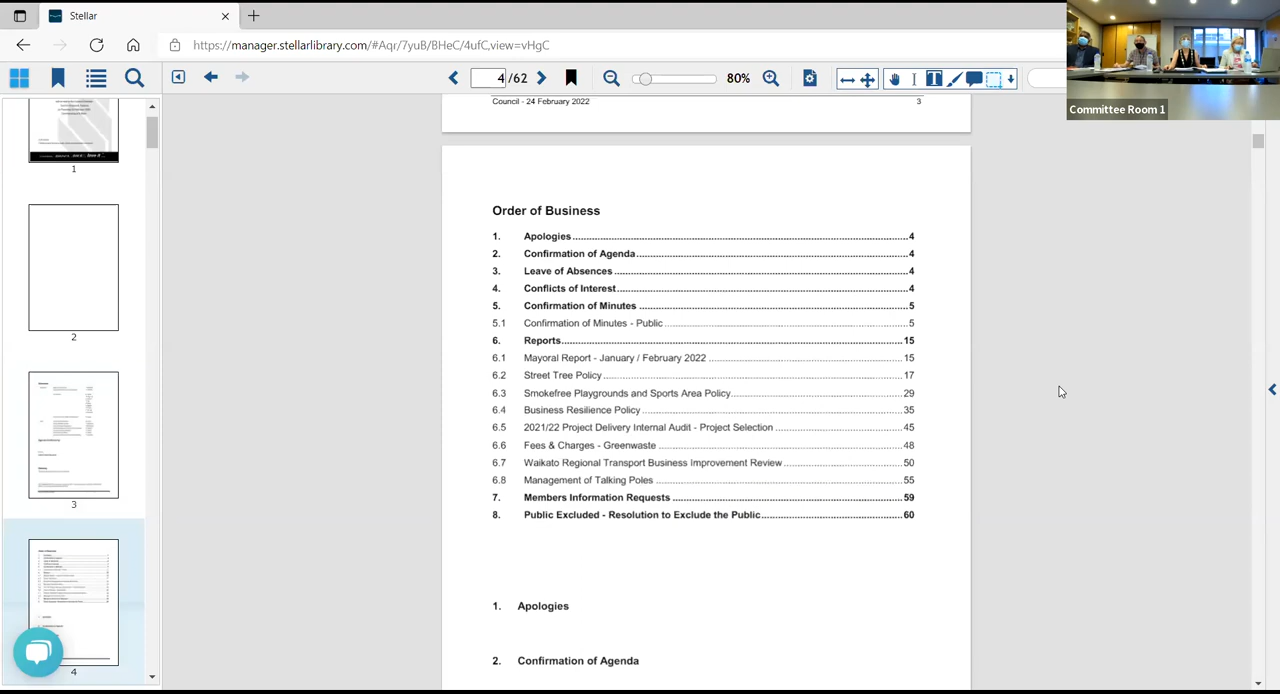 Stellar
https://manager.stellarlibrary.com/#Aqr/7yuB/BHeC/4ufC,view=vHgC
4 /62
80%
Committee Room 1
1
2
3
4
Council - 24 February 2022 3
Order of Business
1. Apologies 4
2. Confirmation of Agenda 4
3. Leave of Absences 4
4. Conflicts of Interest 4
5. Confirmation of Minutes 5
5.1 Confirmation of Minutes - Public 5
6. Reports 15
6.1 Mayoral Report - January / February 2022 15
6.2 Street Tree Policy 17
6.3 Smokefree Playgrounds and Sports Area Policy 29
6.4 Business Resilience Policy 35
6.5 2021/22 Project Delivery Internal Audit - Project Selection 45
6.6 Fees & Charges - Greenwaste 48
6.7 Waikato Regional Transport Business Improvement Review 50
6.8 Management of Talking Poles 55
7. Members Information Requests 59
8. Public Excluded - Resolution to Exclude the Public 60
1. Apologies
2. Confirmation of Agenda